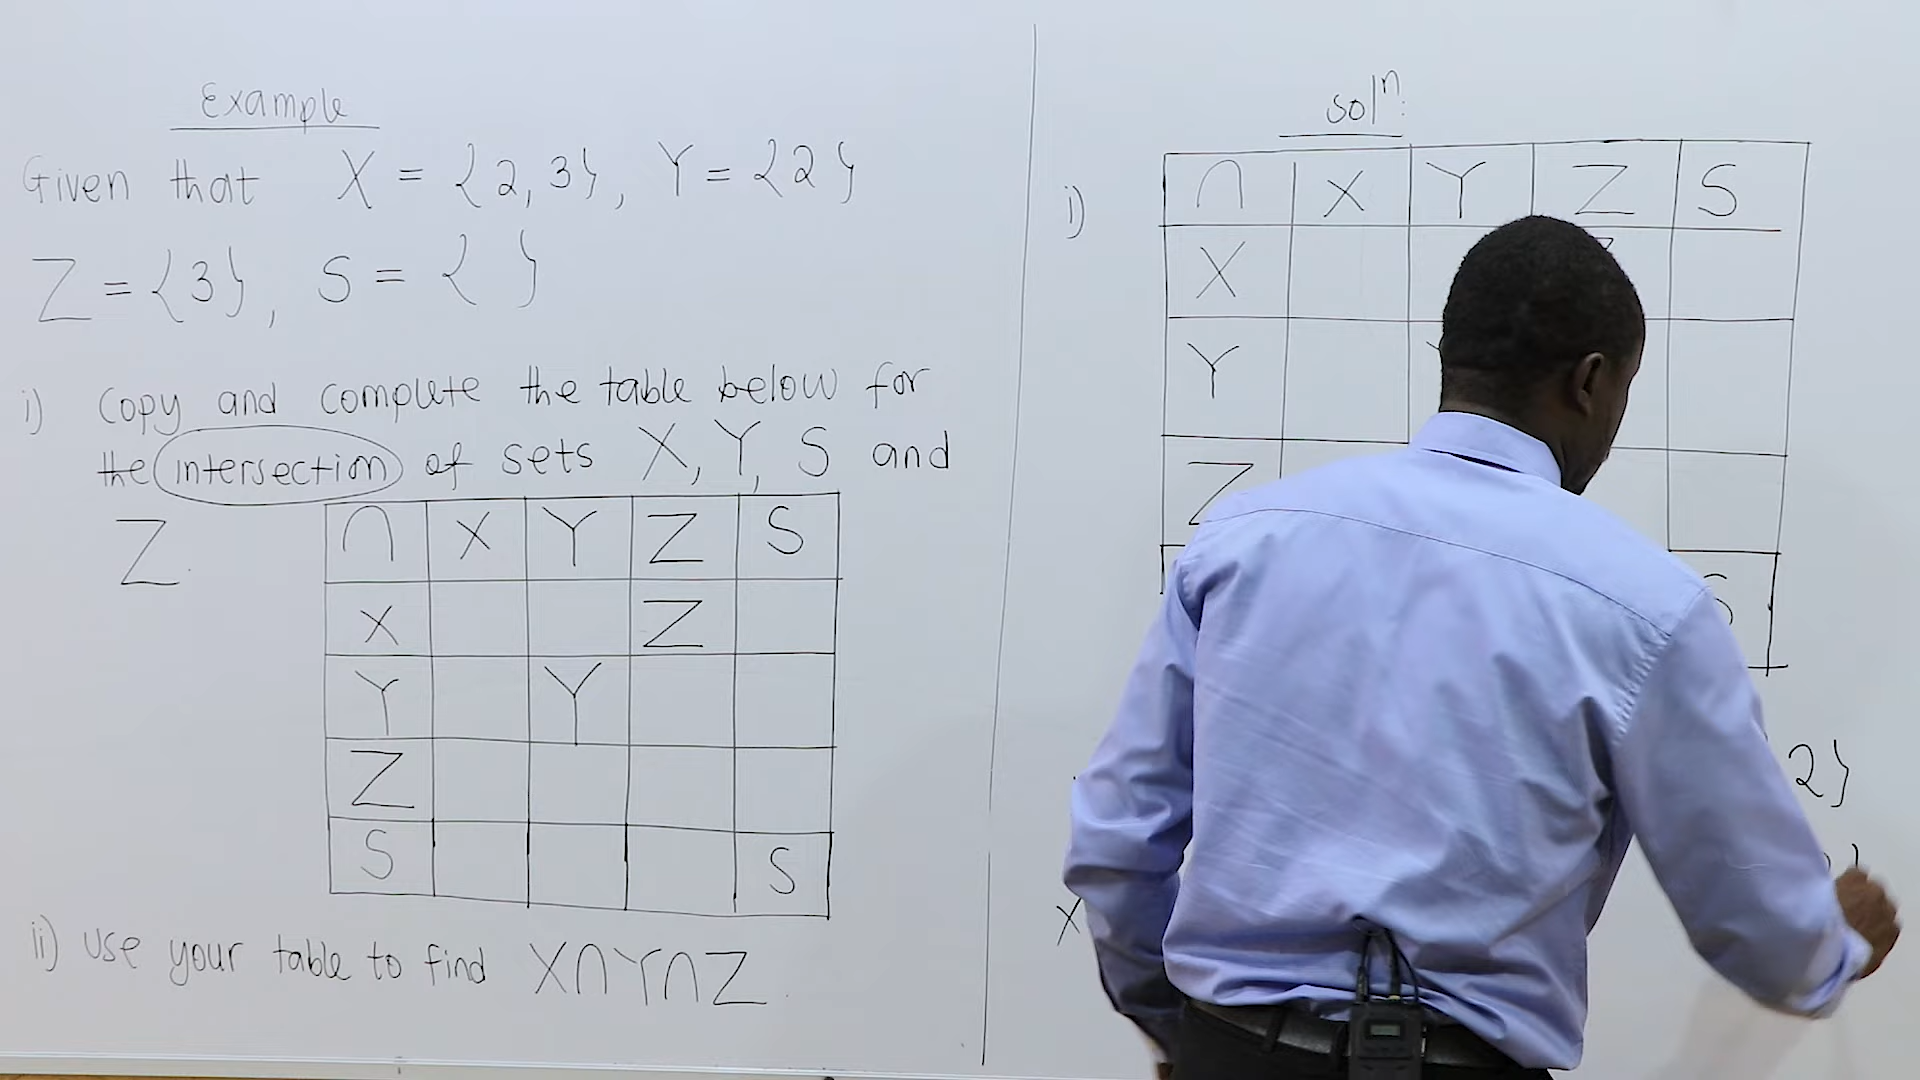 Example
Given that X = {2, 3}, Y = {2}
Z = {3}, S = { }
i) Copy and complete the table below for
the intersection of sets X, Y, S and
Z.
∩ X Y Z S
X Z
Y Y
Z
S S
ii) use your table to find X∩Y∩Z.
solⁿ:
i)
∩ X Y Z S
X Z
Y Y
Z
S
2}
}
X